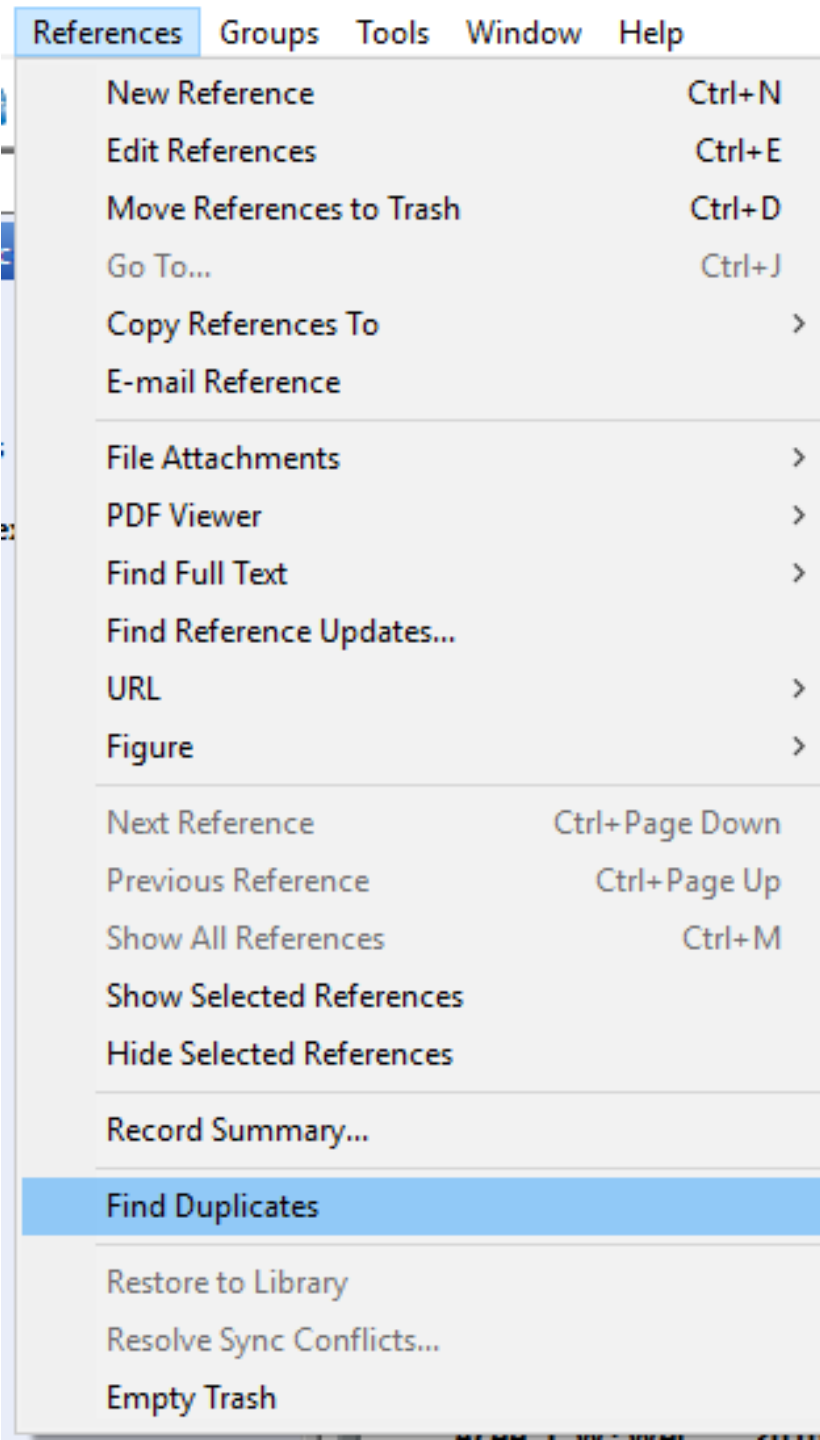 References Groups Tools Window Help
New Reference Ctrl+N
Edit References Ctrl+E
Move References to Trash Ctrl+D
Go To... Ctrl+J
Copy References To
E-mail Reference
File Attachments
PDF Viewer
Find Full Text
Find Reference Updates...
URL
Figure
Next Reference Ctrl+Page Down
Previous Reference Ctrl+Page Up
Show All References Ctrl+M
Show Selected References
Hide Selected References
Record Summary...
Find Duplicates
Restore to Library
Resolve Sync Conflicts...
Empty Trash